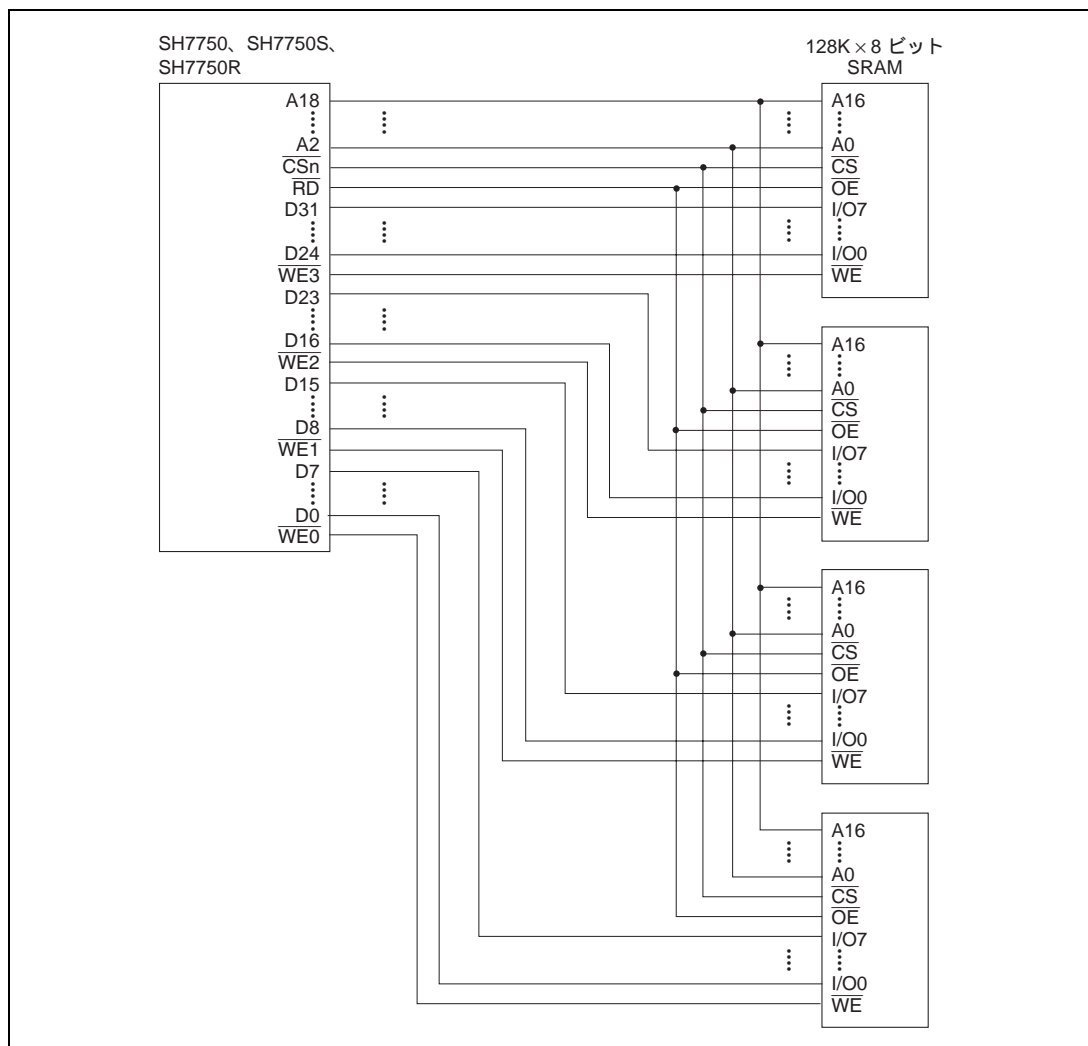 SH7750、SH7750S、
SH7750R
A18
A2
CSn
RD
D31
D24
WE3
D23
D16
WE2
D15
D8
WE1
D7
D0
WE0
128K × 8 ビット
SRAM
A16
A0
CS
OE
I/O7
I/O0
WE
A16
A0
CS
OE
I/O7
I/O0
WE
A16
A0
CS
OE
I/O7
I/O0
WE
A16
A0
CS
OE
I/O7
I/O0
WE